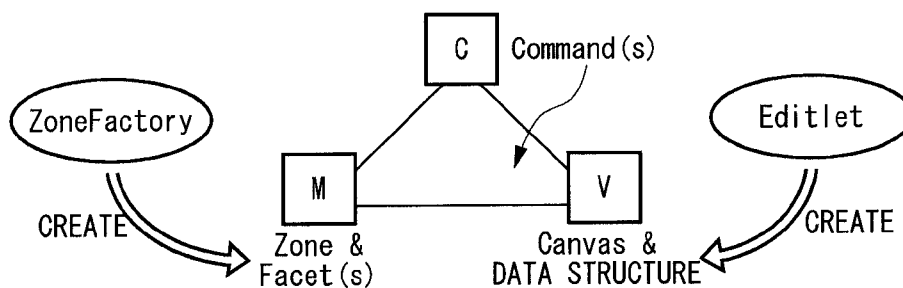 C
Command(s)
ZoneFactory
Editlet
M
V
CREATE
CREATE
Zone &
Facet(s)
Canvas &
DATA STRUCTURE